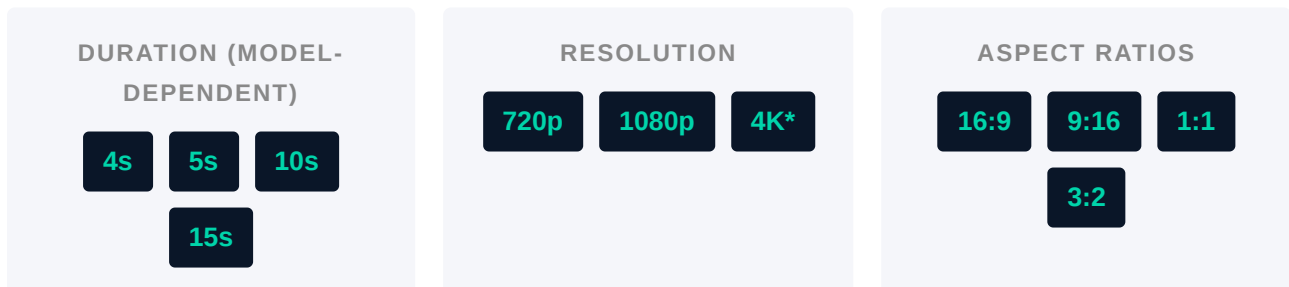 DURATION (MODEL-
DEPENDENT)
4s 5s 10s
15s
RESOLUTION
720p 1080p 4K*
ASPECT RATIOS
16:9 9:16 1:1
3:2